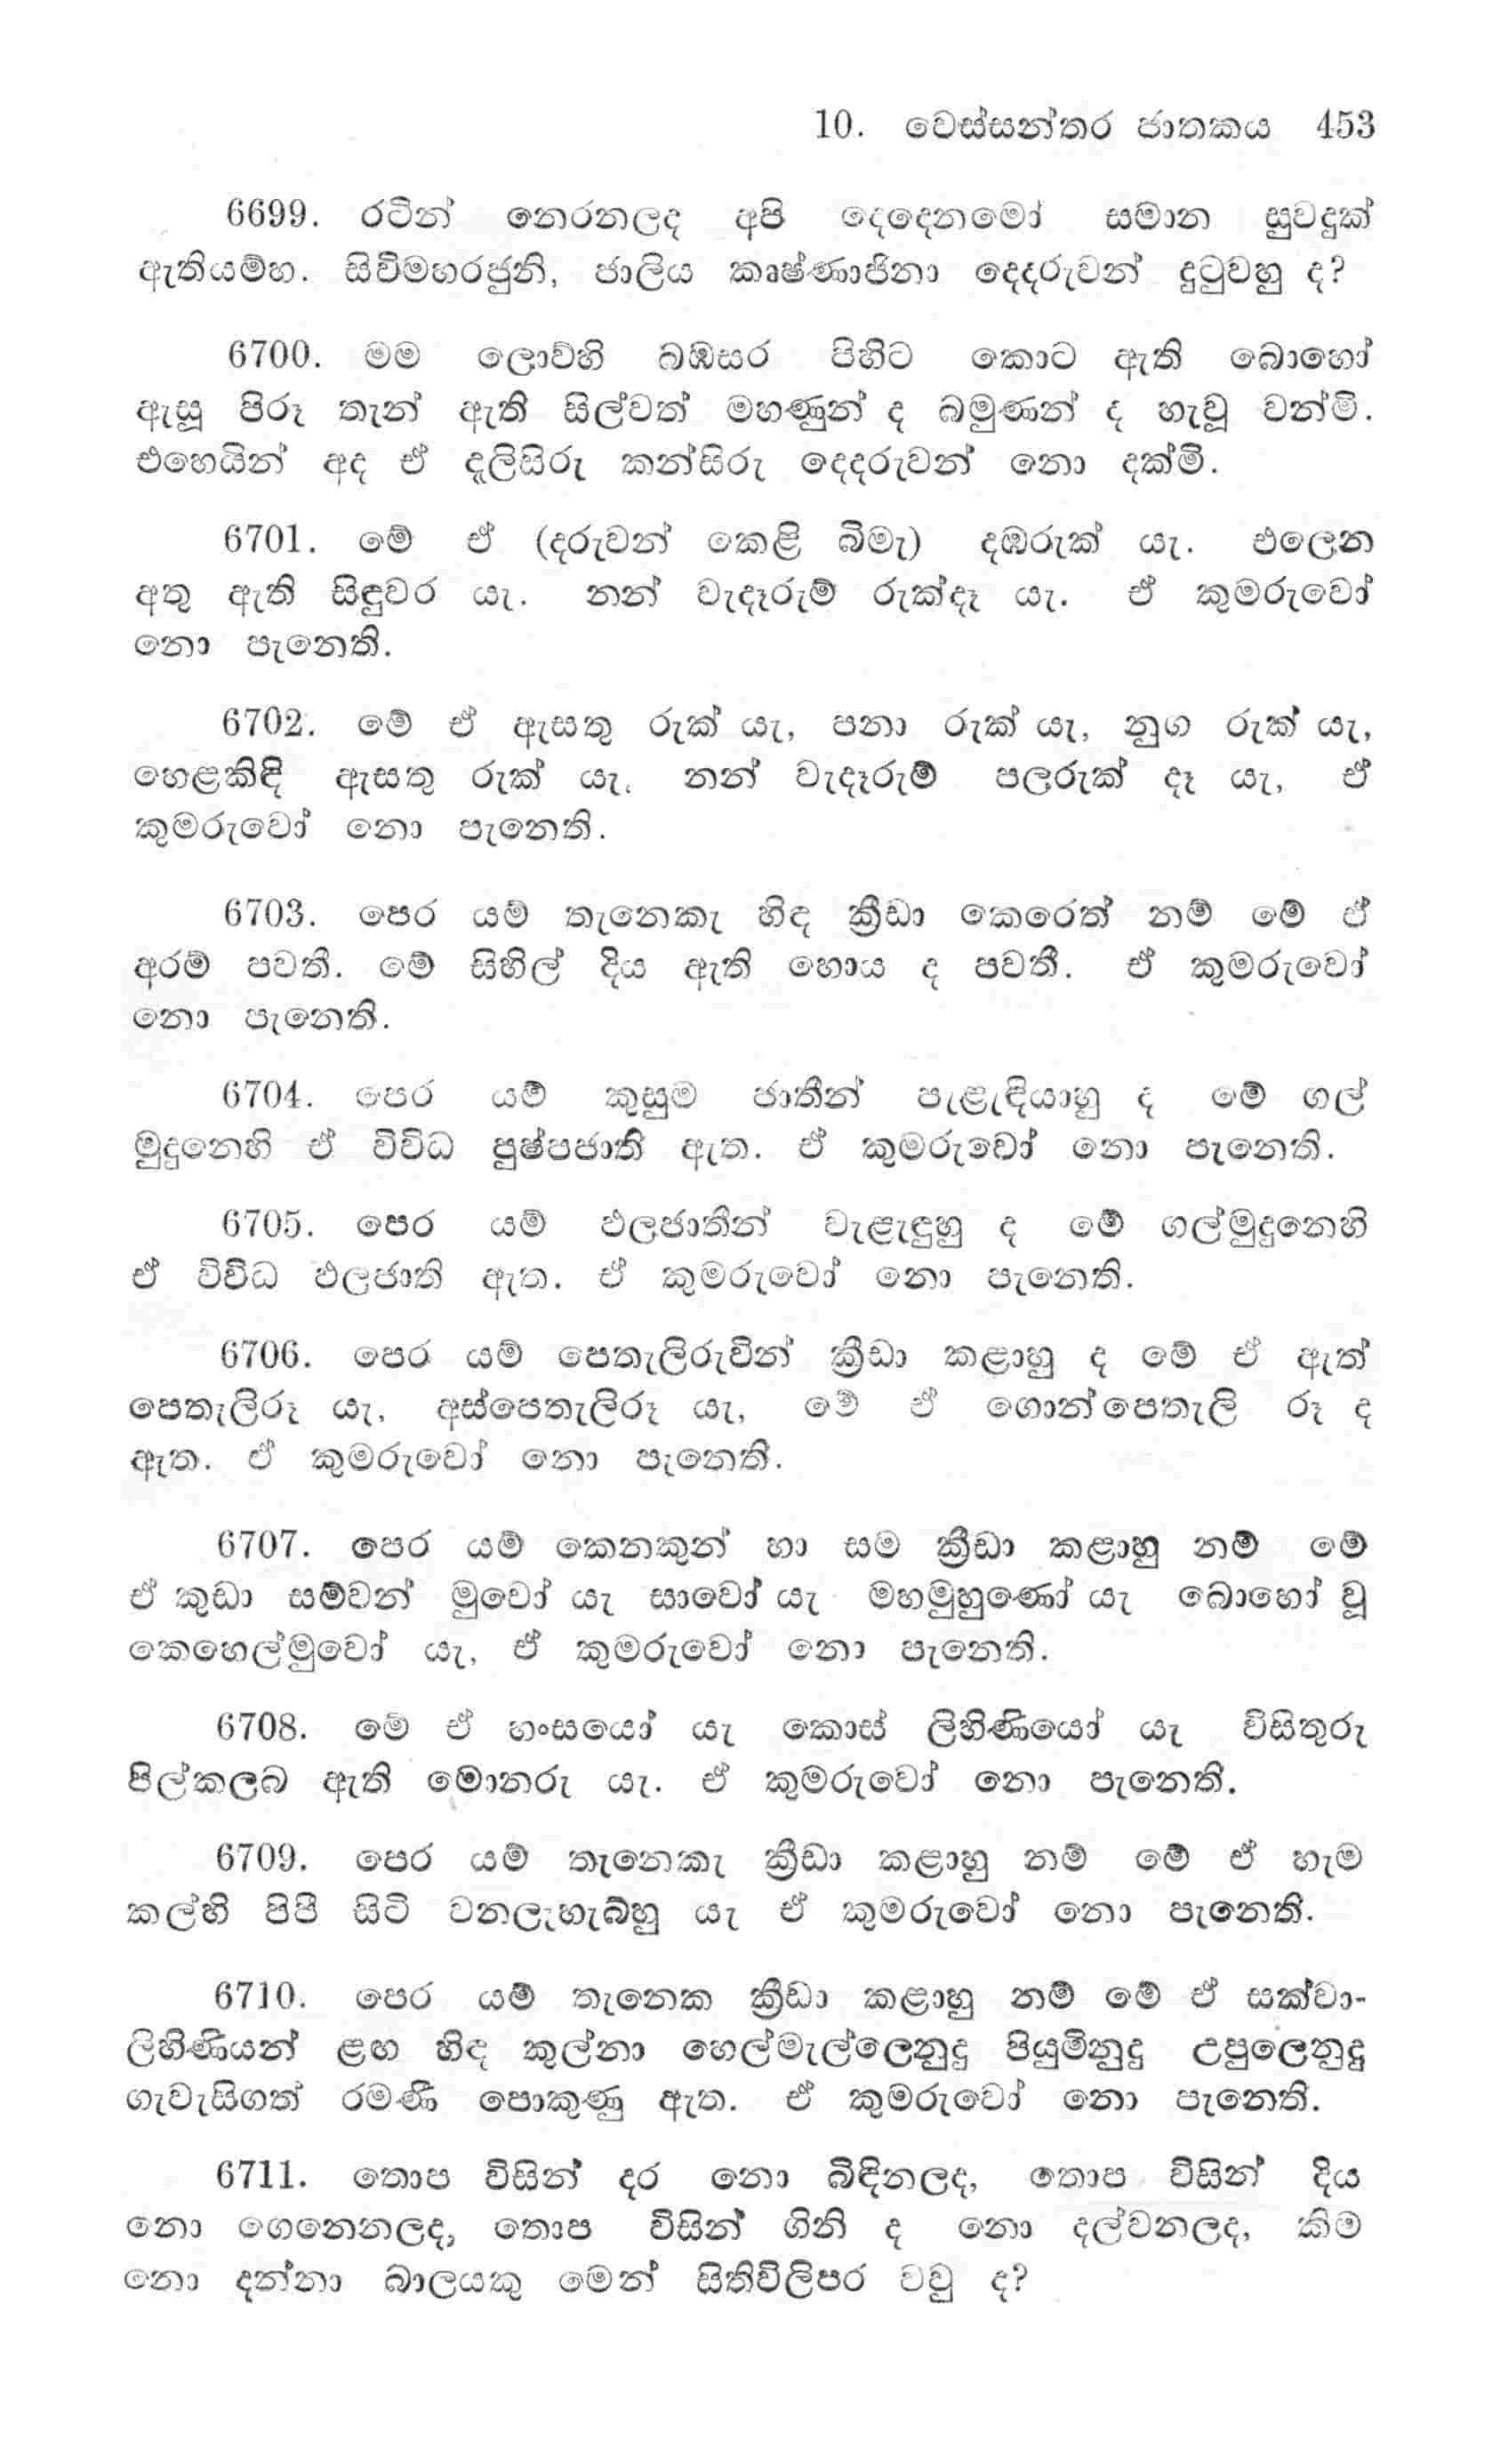 10. වෙස්සන්තර ජාතකය 453
6699. රටින් නෙරනලද අපි දෙදෙනමෝ සමාන සුවදුක්
ඇතියම්හ. සිවිමහරජුනි, ජාලිය කෘෂ්ණාජිනා දෙදරුවන් දුටුවහු ද?
6700. මම ලොව්හි බඹසර පිහිට කොට ඇති බොහෝ
ඇසූ පිරූ තැන් ඇති සිල්වත් මහණුන් ද බමුණන් ද හැවූ වන්මි.
එහෙයින් අද ඒ දූලිසිරු කන්සිරු දෙදරුවන් නො දක්මි.
6701. මේ ඒ (දරුවන් කෙළි බිමැ) දඹරුක් යැ. එලෙන
අතු ඇති සිඳුවර යැ. නන් වැදෑරුම් රුක්දෑ යැ. ඒ කුමරුවෝ
නො පැනෙති.
6702. මේ ඒ ඇසතු රුක් යැ, පනා රුක් යැ, නුග රුක් යැ,
හෙළකිඳි ඇසතු රුක් යැ. නන් වැදෑරුම් පලරුක් දෑ යැ, ඒ
කුමරුවෝ නො පැනෙති.
6703. පෙර යම් තැනෙකැ හිඳ ක්‍රීඩා කෙරෙත් නම් මේ ඒ
අරම් පවතී. මේ සිහිල් දිය ඇති හොය ද පවතී. ඒ කුමරුවෝ
නො පැනෙති.
6704. පෙර යම් කුසුම ජාතීන් පැළැඳියාහු ද මේ ගල්
මුදුනෙහි ඒ විවිධ පුෂ්පජාති ඇත. ඒ කුමරුවෝ නො පැනෙති.
6705. පෙර යම් ඵලජාතීන් වැළැඳූහු ද මේ ගල්මුදුනෙහි
ඒ විවිධ ඵලජාති ඇත. ඒ කුමරුවෝ නො පැනෙති.
6706. පෙර යම් පෙතැලිරුවින් ක්‍රීඩා කළාහු ද මේ ඒ ඇත්
පෙතැලිරූ යැ, අස්පෙතැලිරූ යැ, මේ ඒ ගොන්පෙතැලි රූ ද
ඇත. ඒ කුමරුවෝ නො පැනෙති.
6707. පෙර යම් කෙනකුන් හා සම ක්‍රීඩා කළාහු නම් මේ
ඒ කුඩා සම්වන් මුවෝ යැ සාවෝ යැ මහමුහුණෝ යැ බොහෝ වූ
කෙහෙල්මුවෝ යැ, ඒ කුමරුවෝ නො පැනෙති.
6708. මේ ඒ හංසයෝ යැ කොස් ලිහිණියෝ යැ විසිතුරු
පිල්කලබ ඇති මොනරු යැ. ඒ කුමරුවෝ නො පැනෙති.
6709. පෙර යම් තැනෙකැ ක්‍රීඩා කළාහු නම් මේ ඒ හැම
කල්හි පිපී සිටි වනලැහැබ්හු යැ ඒ කුමරුවෝ නො පැනෙති.
6710. පෙර යම් තැනෙක ක්‍රීඩා කළාහු නම් මේ ඒ සක්වා-
ලිහිණියන් ළඟ හිඳ කුල්නා හෙල්මැල්ලෙනුදු පියුමිනුදු උපුලෙනුදු
ගැවැසිගත් රමණී පොකුණු ඇත. ඒ කුමරුවෝ නො පැනෙති.
6711. තොප විසින් දර නො බිඳිනලද, තොප විසින් දිය
නො ගෙනෙනලද, තොප විසින් ගිනි ද නො දල්වනලද, කිම
නො දන්නා බාලයකු මෙන් සිතිවිලිපර වවු ද?